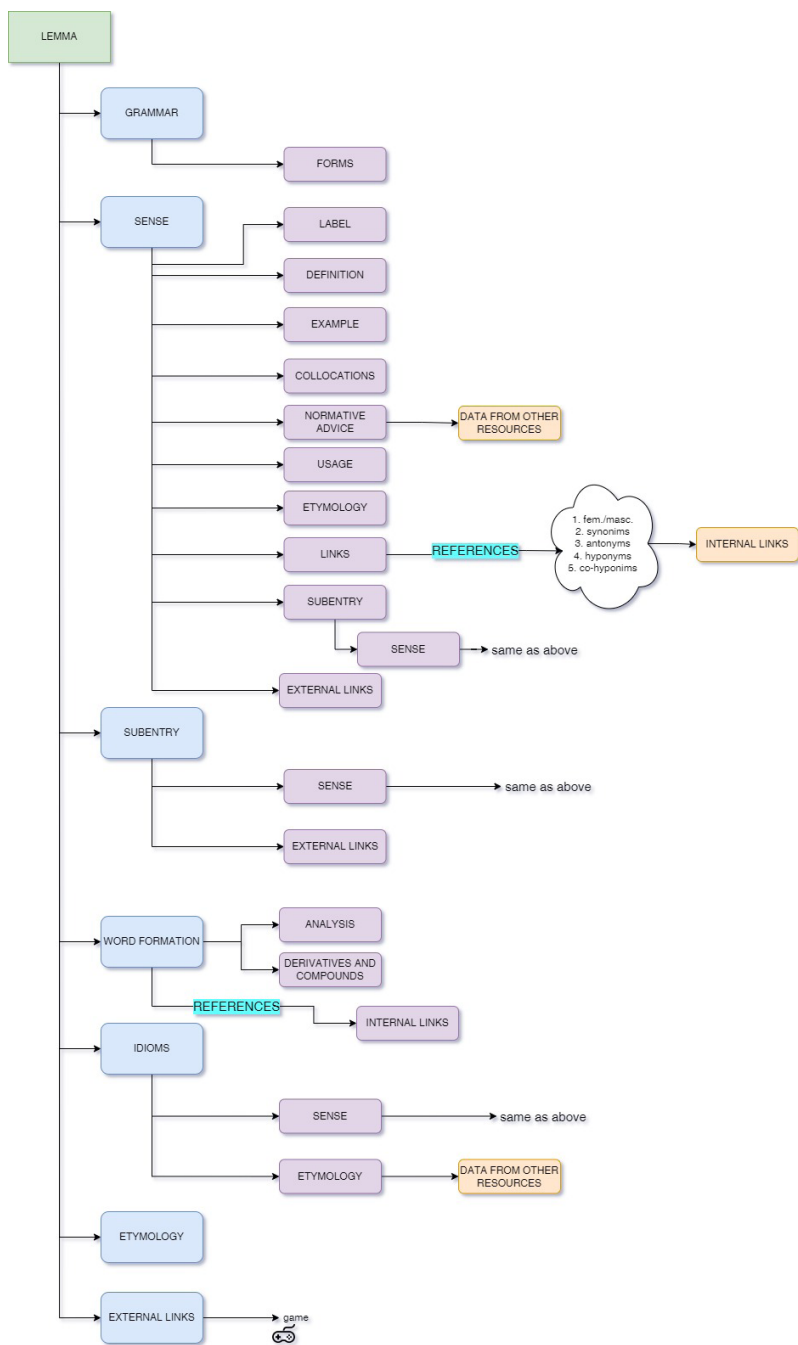 LEMMA
GRAMMAR
FORMS
SENSE
LABEL
DEFINITION
EXAMPLE
COLLOCATIONS
NORMATIVE
ADVICE
DATA FROM OTHER
RESOURCES
USAGE
ETYMOLOGY
LINKS
REFERENCES
1. fem./masc.
2. synonims
3. antonyms
4. hyponyms
5. co-hyponims
INTERNAL LINKS
SUBENTRY
SENSE
same as above
EXTERNAL LINKS
SUBENTRY
SENSE
same as above
EXTERNAL LINKS
WORD FORMATION
ANALYSIS
DERIVATIVES AND
COMPOUNDS
REFERENCES
INTERNAL LINKS
IDIOMS
SENSE
same as above
ETYMOLOGY
DATA FROM OTHER
RESOURCES
ETYMOLOGY
EXTERNAL LINKS
game